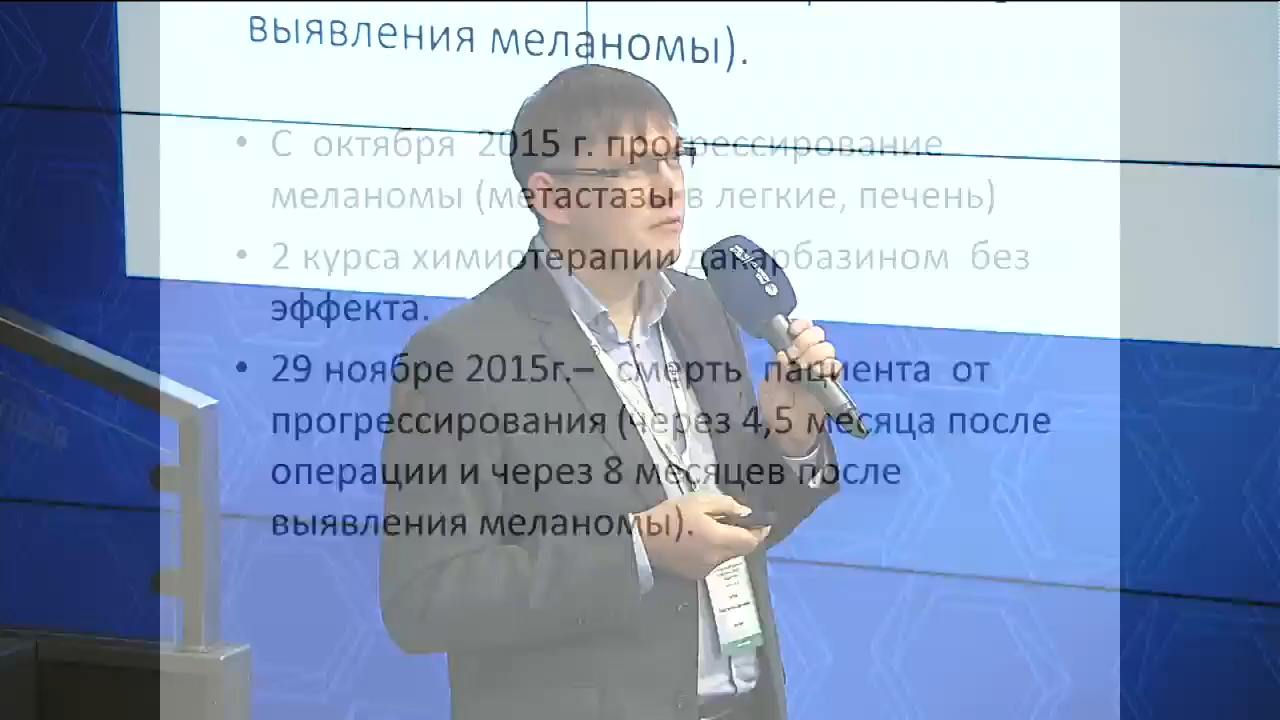 выявления меланомы).
• С октября 2015 г. прогрессирование
меланомы (метастазы в легкие, печень)
• 2 курса химиотерапии дакарбазином без
эффекта.
• 29 ноябре 2015г.– смерть пациента от
прогрессирования (через 4,5 месяца после
операции и через 8 месяцев после
выявления меланомы).